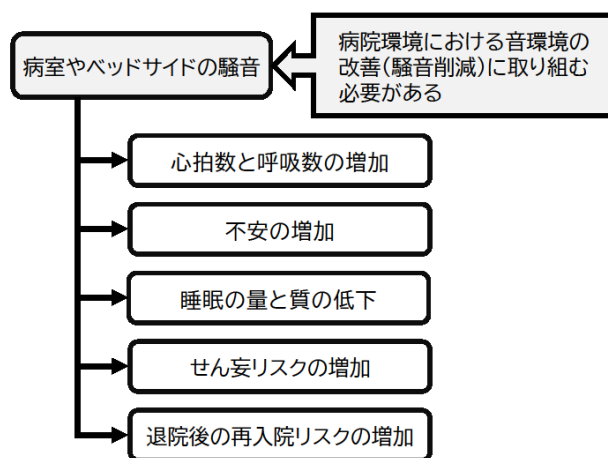 病室やベッドサイドの騒音
病院環境における音環境の
改善(騒音削減)に取り組む
必要がある
心拍数と呼吸数の増加
不安の増加
睡眠の量と質の低下
せん妄リスクの増加
退院後の再入院リスクの増加